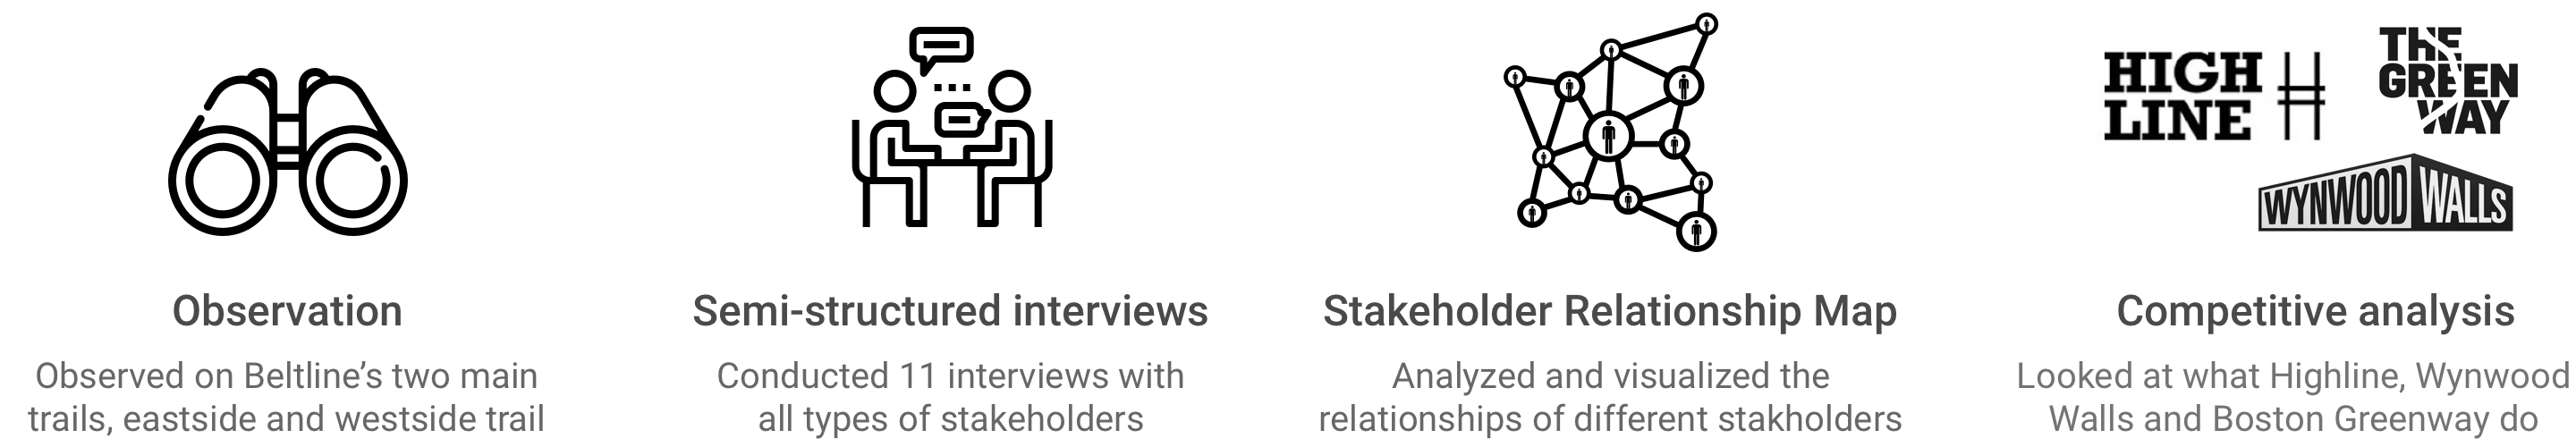 HIGH
LINE
THE
GREEN
WAY
WYNWOOD WALLS
Observation
Observed on Beltline’s two main
trails, eastside and westside trail
Semi-structured interviews
Conducted 11 interviews with
all types of stakeholders
Stakeholder Relationship Map
Analyzed and visualized the
relationships of different stakholders
Competitive analysis
Looked at what Highline, Wynwood
Walls and Boston Greenway do